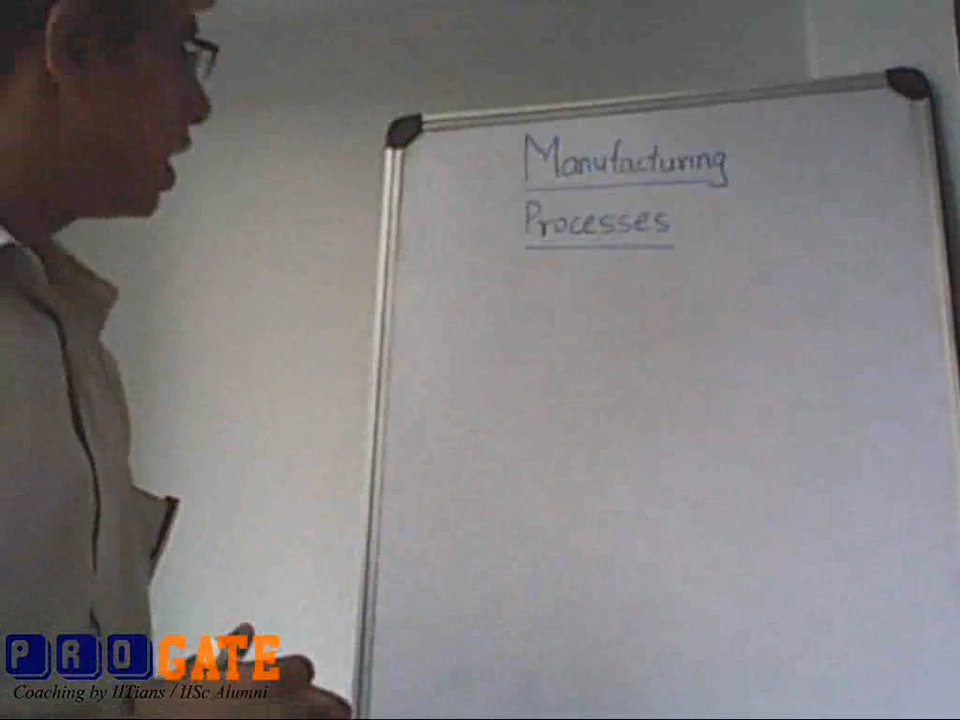 Manufacturing
Processes
PROGATE
Coaching by IITians / IISc Alumni